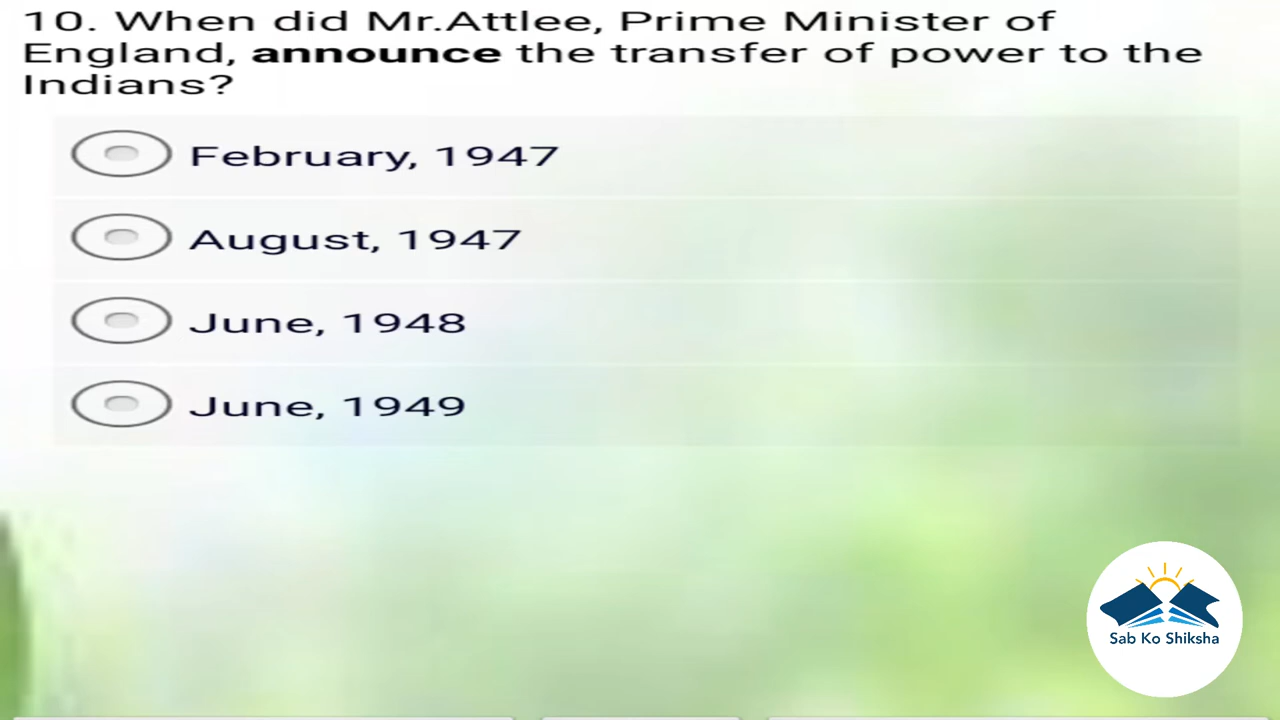 10. When did Mr.Attlee, Prime Minister of
England, announce the transfer of power to the
Indians?
February, 1947
August, 1947
June, 1948
June, 1949
Sab Ko Shiksha